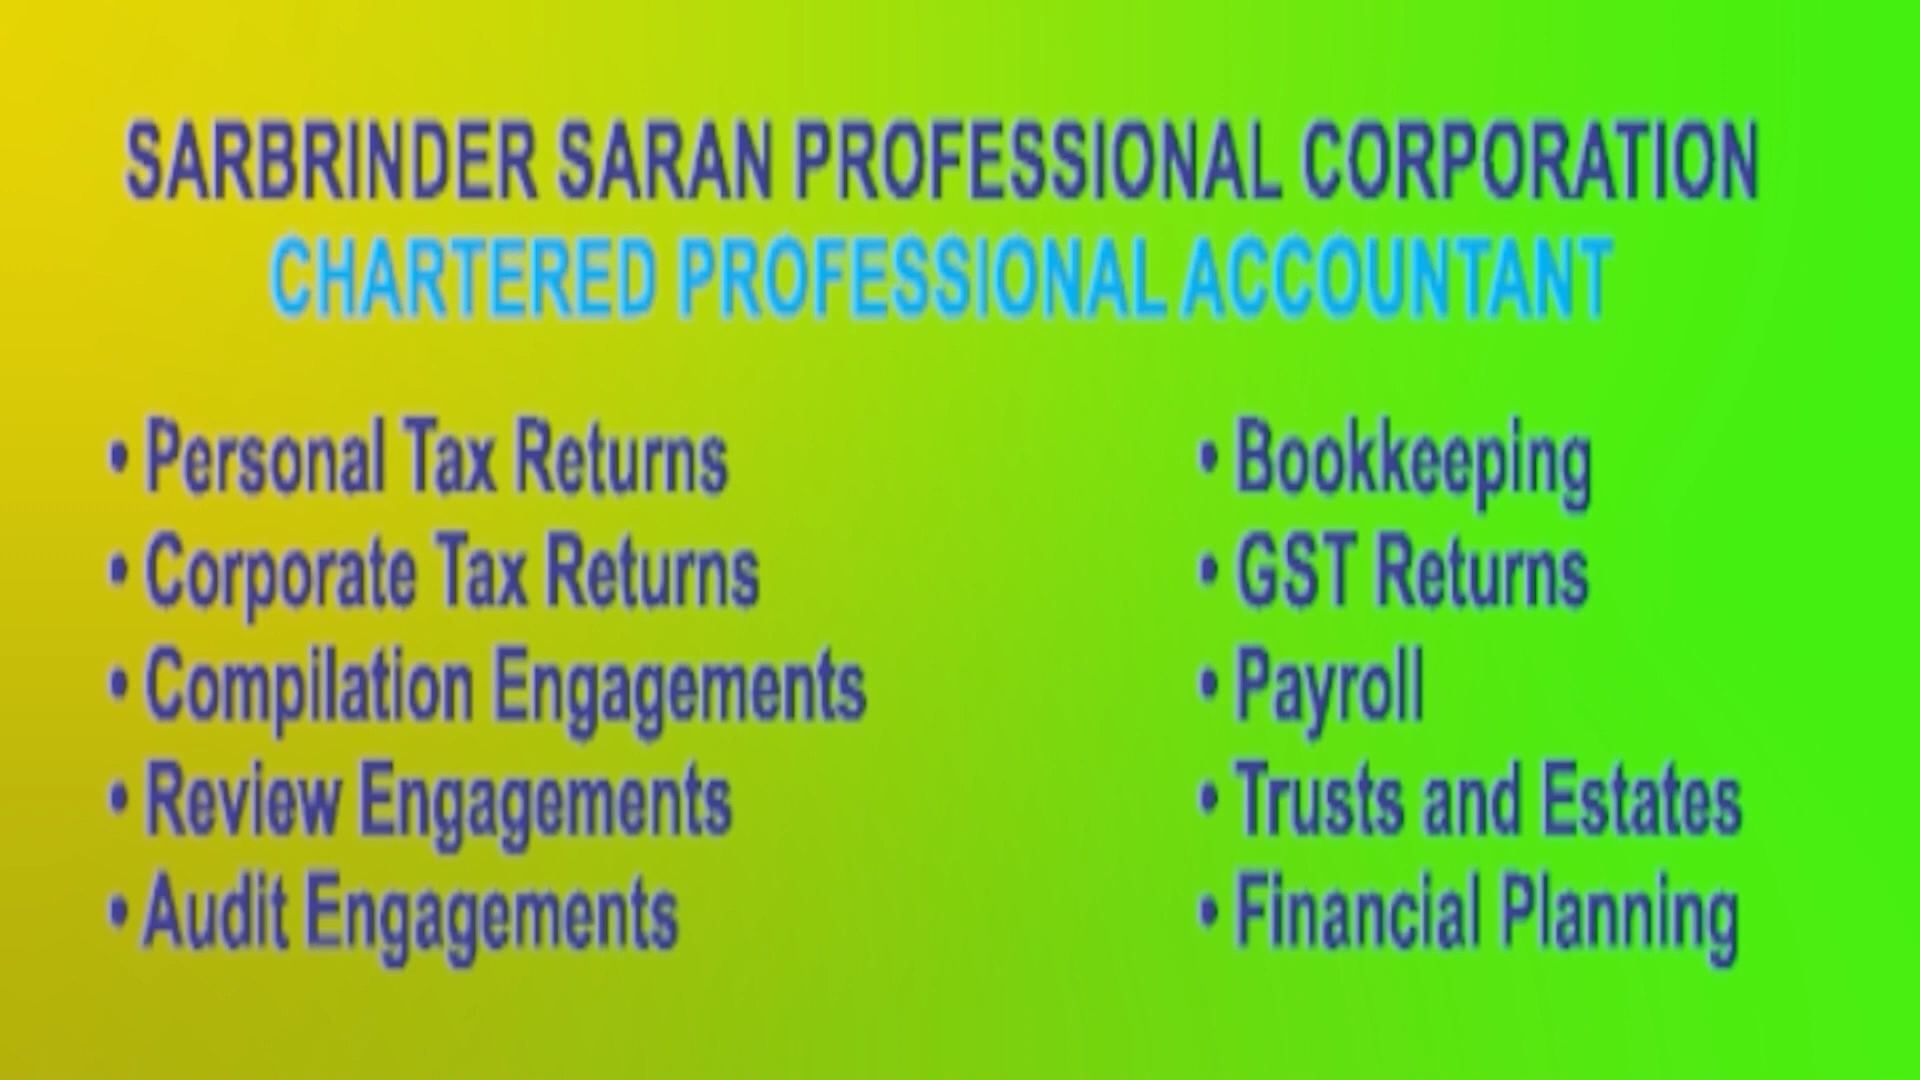 SARBRINDER SARAN PROFESSIONAL CORPORATION
CHARTERED PROFESSIONAL ACCOUNTANT
• Personal Tax Returns
• Corporate Tax Returns
• Compilation Engagements
• Review Engagements
• Audit Engagements
• Bookkeeping
• GST Returns
• Payroll
• Trusts and Estates
• Financial Planning